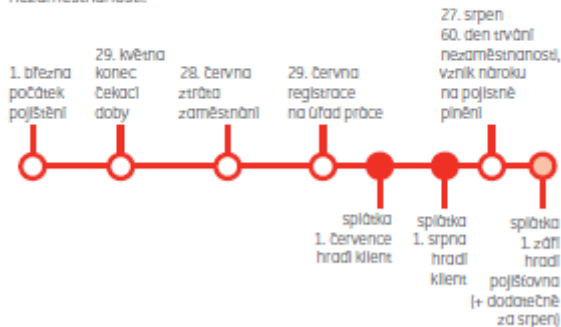 nezaměstnanosti.
1. března
počátek
pojištění
29. května
konec
čekací
doby
28. června
ztráta
zaměstnání
29. června
registrace
na úřad práce
27. srpen
60. den trvání
nezaměstnanosti,
vznik nároku
na pojistné
plnění
splátka
1. července
hradí klient
splátka
1. srpna
hradí
klient
splátka
1. září
hradí
pojišťovna
(+ dodatečně
za srpen)